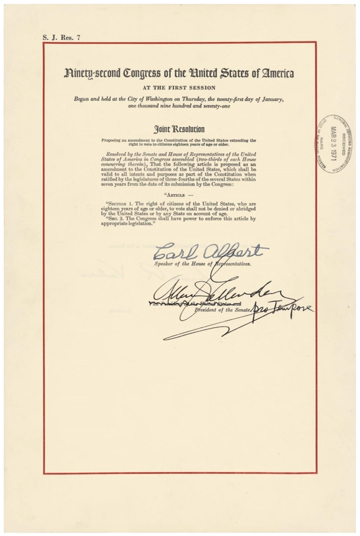 S. J. Res. 7
Ninety-second Congress of the United States of America
AT THE FIRST SESSION
Begun and held at the City of Washington on Thursday, the twenty-first day of January,
one thousand nine hundred and seventy-one
Joint Resolution
Proposing an amendment to the Constitution of the United States extending the
right to vote to citizens eighteen years of age or older.
Resolved by the Senate and House of Representatives of the United
States of America in Congress assembled (two-thirds of each House
concurring therein), That the following article is proposed as an
amendment to the Constitution of the United States, which shall be
valid to all intents and purposes as part of the Constitution when
ratified by the legislatures of three-fourths of the several States within
seven years from the date of its submission by the Congress:
"ARTICLE —
"SECTION 1. The right of citizens of the United States, who are
eighteen years of age or older, to vote shall not be denied or abridged
by the United States or by any State on account of age.
"SEC. 2. The Congress shall have power to enforce this article by
appropriate legislation."
Carl Albert
Speaker of the House of Representatives.
Allen J. Ellender
President of the Senate pro Tempore
MAR 23 1971